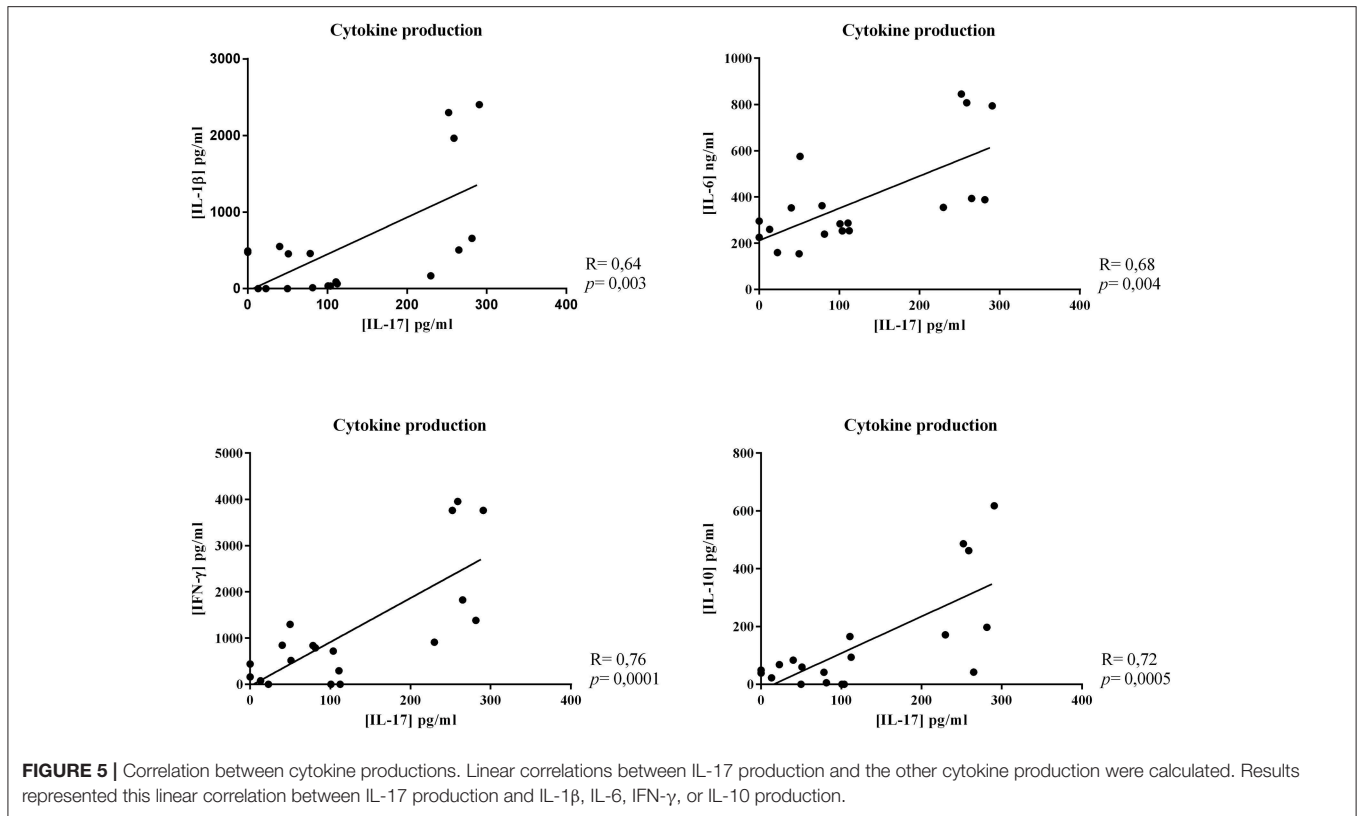 Cytokine production
3000
2000
1000
0
[IL-1β] pg/ml
0 100 200 300 400
[IL-17] pg/ml
R= 0,64
p= 0,003
Cytokine production
1000
800
600
400
200
0
[IL-6] ng/ml
0 100 200 300 400
[IL-17] pg/ml
R= 0,68
p= 0,004
Cytokine production
5000
4000
3000
2000
1000
0
[IFN-γ] pg/ml
0 100 200 300 400
[IL-17] pg/ml
R= 0,76
p= 0,0001
Cytokine production
800
600
400
200
0
[IL-10] pg/ml
0 100 200 300 400
[IL-17] pg/ml
R= 0,72
p= 0,0005
FIGURE 5 | Correlation between cytokine productions. Linear correlations between IL-17 production and the other cytokine production were calculated. Results
represented this linear correlation between IL-17 production and IL-1β, IL-6, IFN-γ, or IL-10 production.